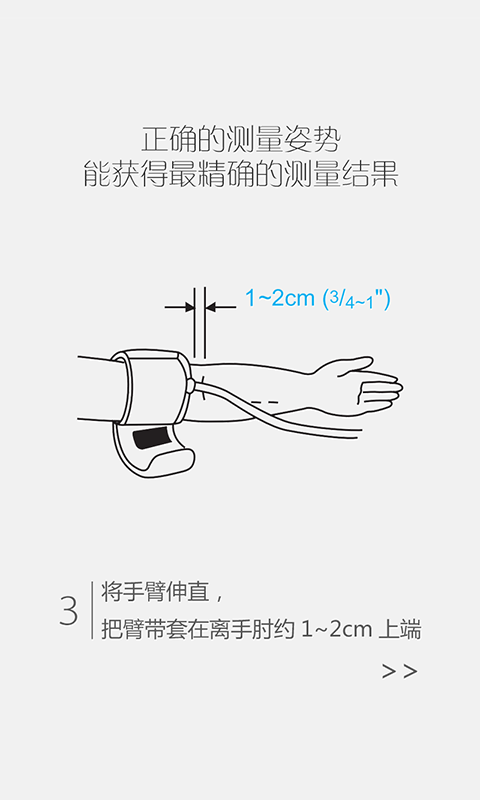 正确的测量姿势
能获得最精确的测量结果
1~2cm (3/4~1")
3
将手臂伸直，
把臂带套在离手肘约 1~2cm 上端
>>